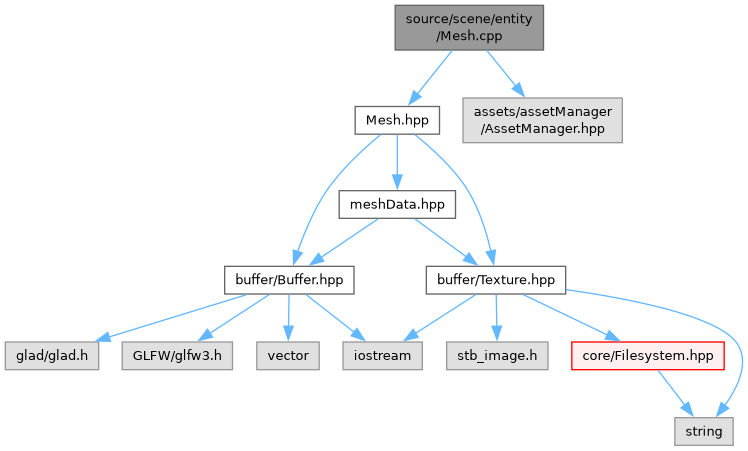 source/scene/entity
/Mesh.cpp
Mesh.hpp
assets/assetManager
/AssetManager.hpp
meshData.hpp
buffer/Buffer.hpp
buffer/Texture.hpp
glad/glad.h
GLFW/glfw3.h
vector
iostream
stb_image.h
core/Filesystem.hpp
string